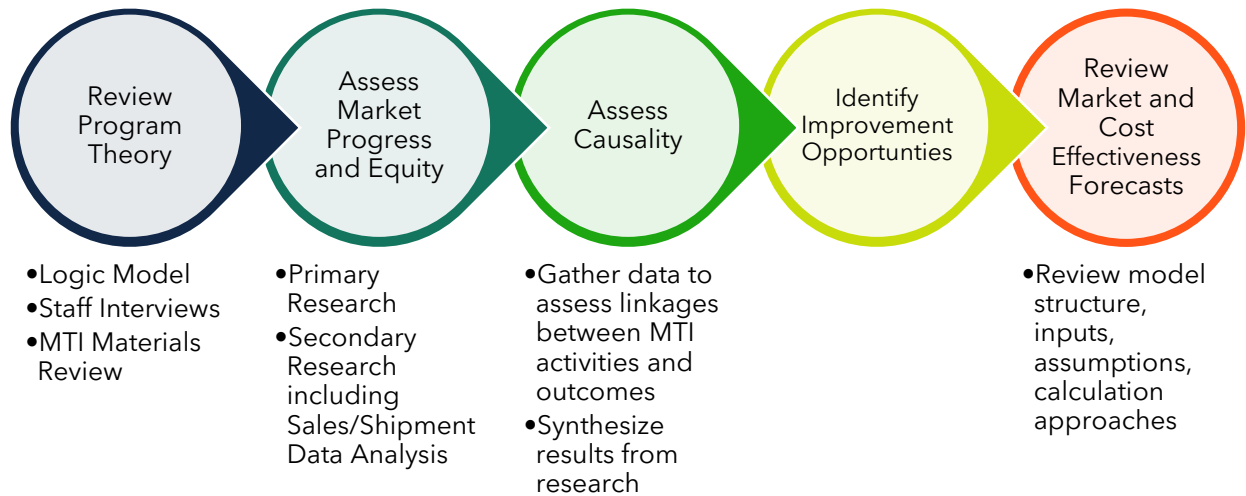 Review
Program
Theory
Assess
Market
Progress
and Equity
Assess
Causality
Identify
Improvement
Opportunties
Review
Market and
Cost
Effectiveness
Forecasts
•Logic Model
•Staff Interviews
•MTI Materials
Review
•Primary
Research
•Secondary
Research
including
Sales/Shipment
Data Analysis
•Gather data to
assess linkages
between MTI
activities and
outcomes
•Synthesize
results from
research
•Review model
structure,
inputs,
assumptions,
calculation
approaches